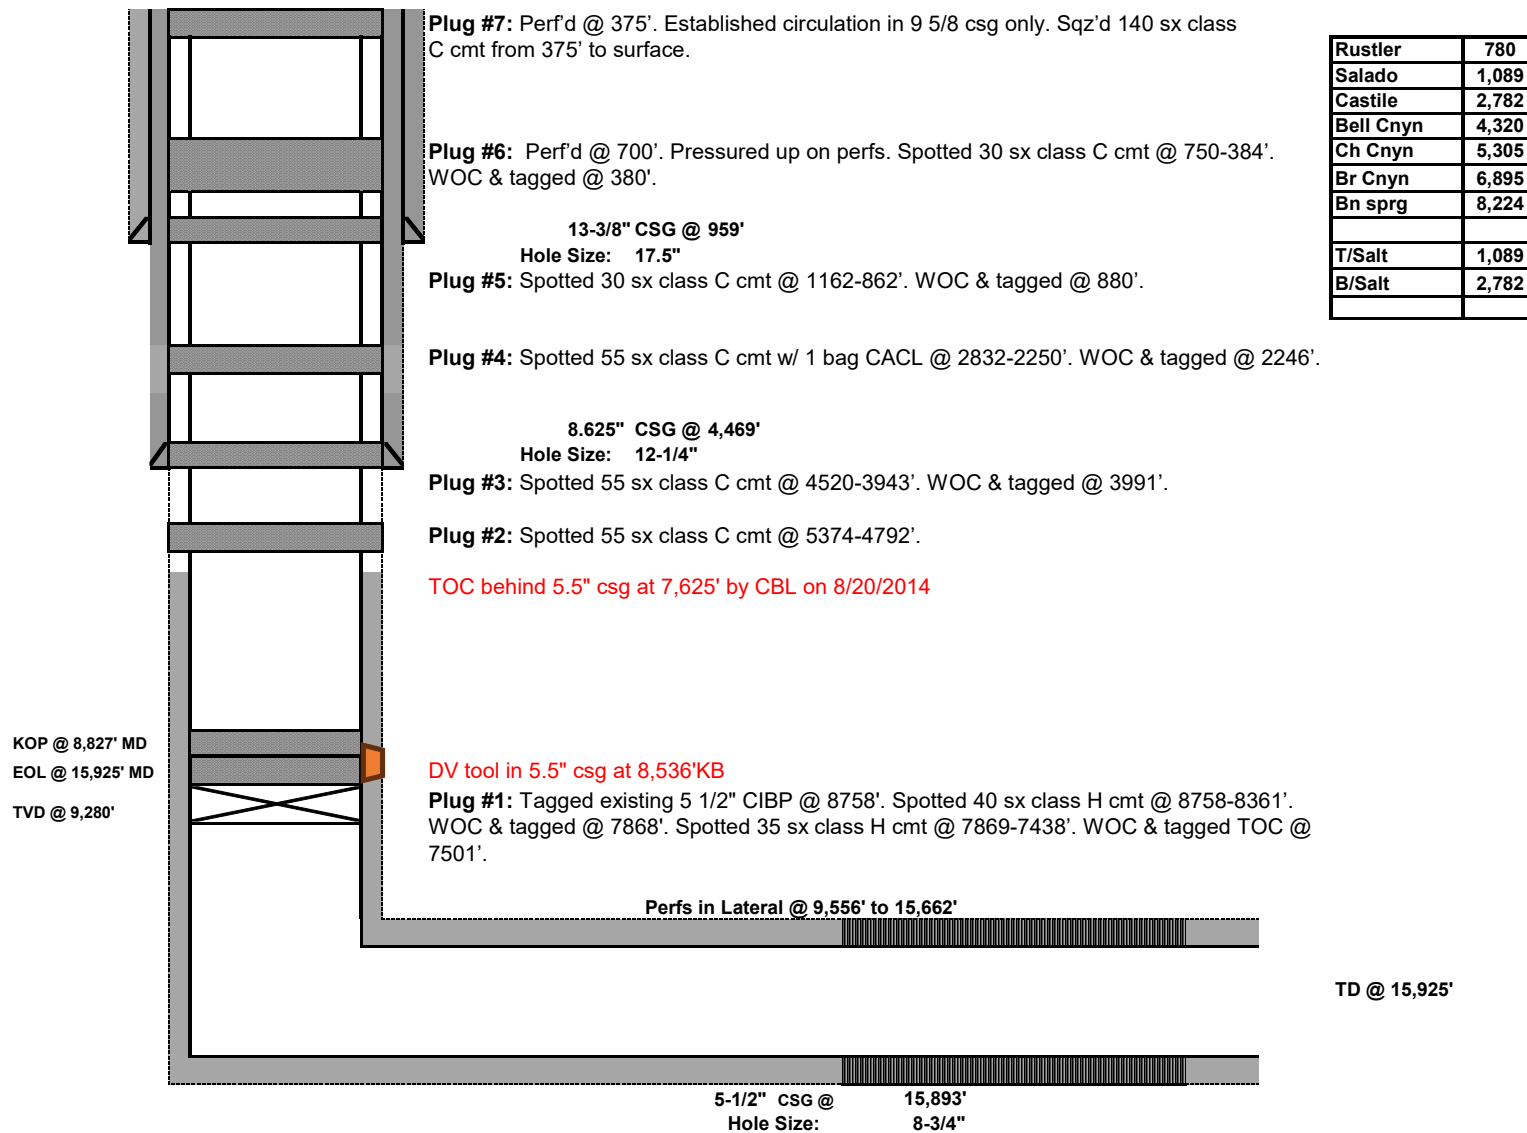 Plug #7: Perf’d @ 375’. Established circulation in 9 5/8 csg only. Sqz’d 140 sx class
C cmt from 375’ to surface.
Rustler 780
Salado 1,089
Castile 2,782
Bell Cnyn 4,320
Ch Cnyn 5,305
Br Cnyn 6,895
Bn sprg 8,224
T/Salt 1,089
B/Salt 2,782
Plug #6: Perf’d @ 700’. Pressured up on perfs. Spotted 30 sx class C cmt @ 750-384’.
WOC & tagged @ 380'.
13-3/8" CSG @ 959'
Hole Size: 17.5"
Plug #5: Spotted 30 sx class C cmt @ 1162-862’. WOC & tagged @ 880’.
Plug #4: Spotted 55 sx class C cmt w/ 1 bag CACL @ 2832-2250’. WOC & tagged @ 2246’.
8.625" CSG @ 4,469'
Hole Size: 12-1/4"
Plug #3: Spotted 55 sx class C cmt @ 4520-3943’. WOC & tagged @ 3991’.
Plug #2: Spotted 55 sx class C cmt @ 5374-4792’.
TOC behind 5.5" csg at 7,625' by CBL on 8/20/2014
KOP @ 8,827' MD
EOL @ 15,925' MD
TVD @ 9,280'
DV tool in 5.5" csg at 8,536'KB
Plug #1: Tagged existing 5 1/2" CIBP @ 8758’. Spotted 40 sx class H cmt @ 8758-8361’.
WOC & tagged @ 7868'. Spotted 35 sx class H cmt @ 7869-7438’. WOC & tagged TOC @
7501’.
Perfs in Lateral @ 9,556' to 15,662'
TD @ 15,925'
5-1/2" CSG @ 15,893'
Hole Size: 8-3/4"